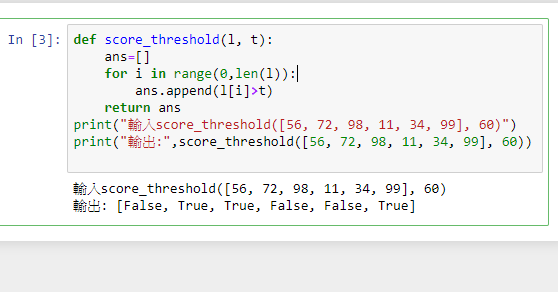 In [3]: def score_threshold(l, t):
    ans=[]
    for i in range(0,len(l)):
        ans.append(l[i]>t)
    return ans
print("輸入score_threshold([56, 72, 98, 11, 34, 99], 60)")
print("輸出:",score_threshold([56, 72, 98, 11, 34, 99], 60))
輸入score_threshold([56, 72, 98, 11, 34, 99], 60)
輸出: [False, True, True, False, False, True]